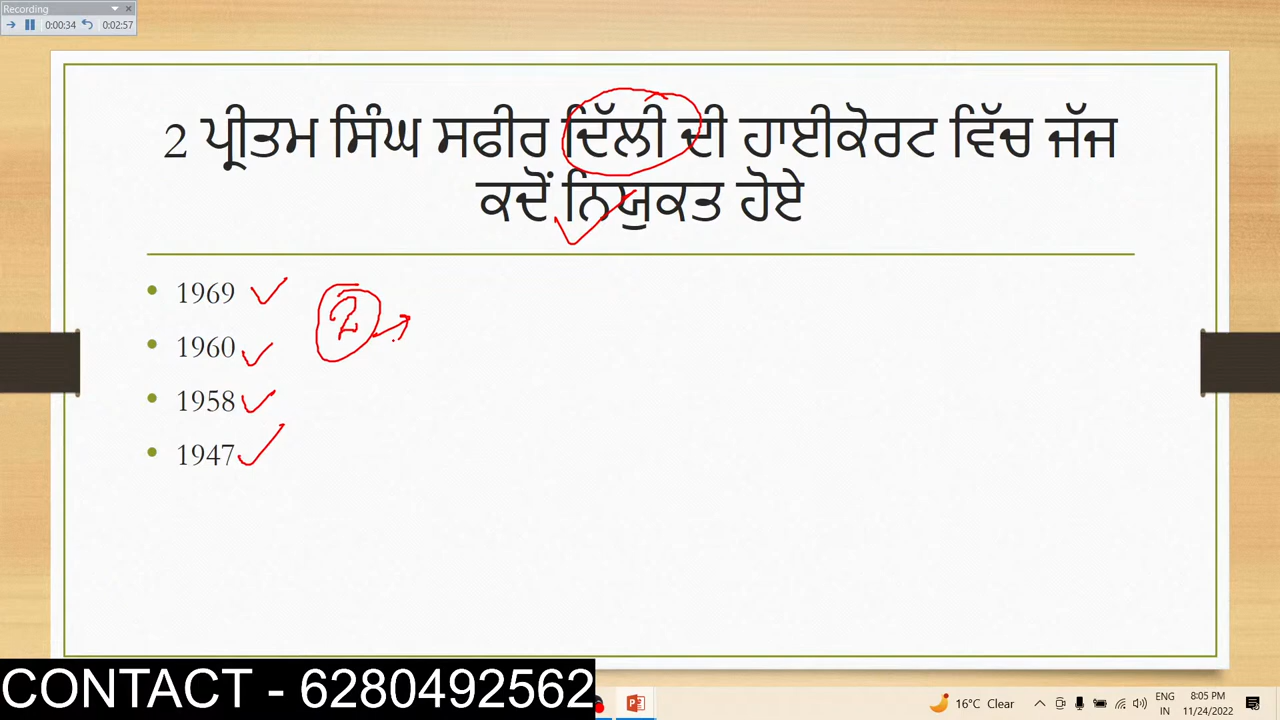 Recording
0:00:34 0:02:57
2 ਪ੍ਰੀਤਮ ਸਿੰਘ ਸਫੀਰ ਦਿੱਲੀ ਦੀ ਹਾਈਕੋਰਟ ਵਿੱਚ ਜੱਜ
ਕਦੋਂ ਨਿਯੁਕਤ ਹੋਏ
1969
2
1960
1958
1947
CONTACT - 6280492562
16°C Clear
ENG
IN
8:05 PM
11/24/2022